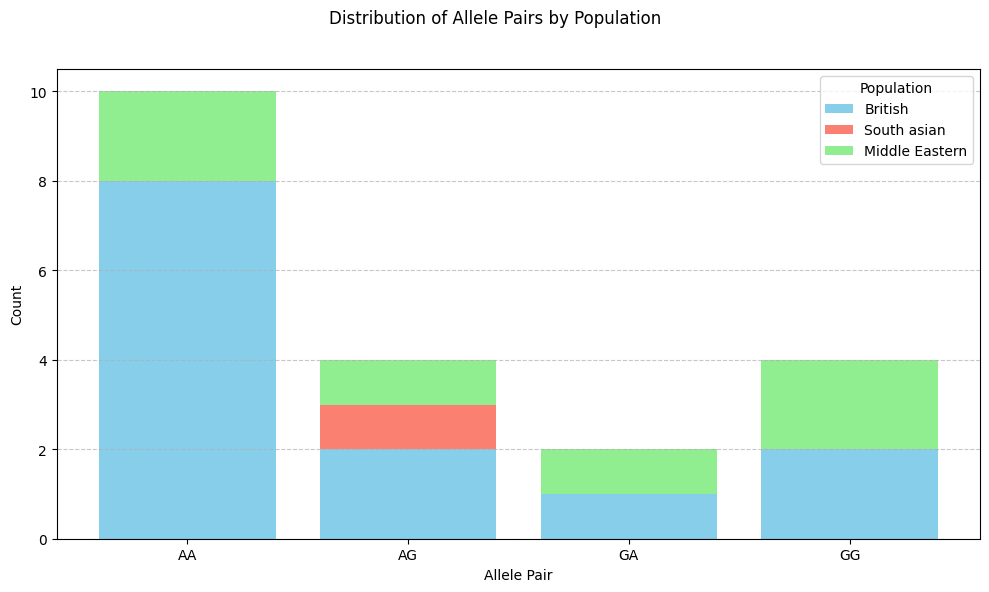 Distribution of Allele Pairs by Population
Population
British
South asian
Middle Eastern
10
8
6
4
2
0
Count
AA
AG
GA
GG
Allele Pair